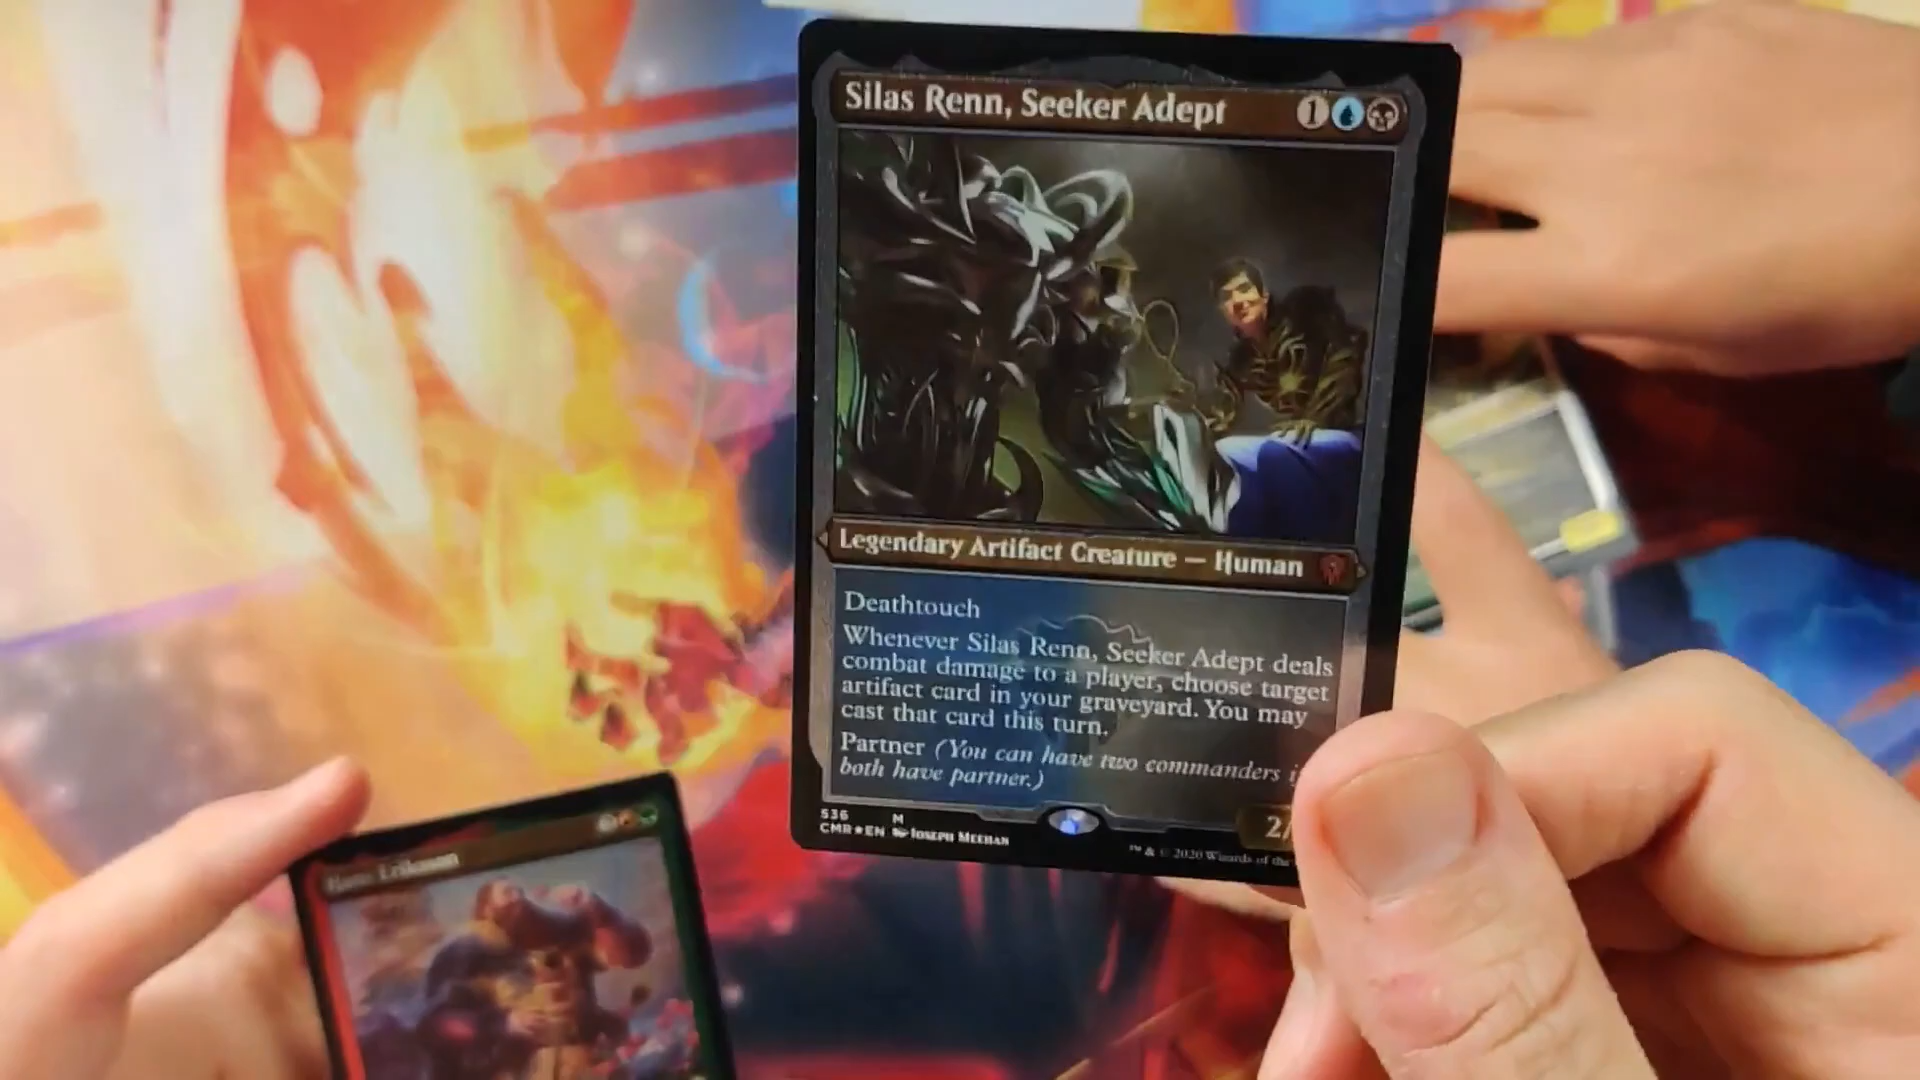 Silas Renn, Seeker Adept 1
Legendary Artifact Creature — Human
Deathtouch
Whenever Silas Renn, Seeker Adept deals
combat damage to a player, choose target
artifact card in your graveyard. You may
cast that card this turn.
Partner (You can have two commanders
both have partner.)
536 M
CMR★EN Joseph Meehan
2/
™ & © 2020 Wizards of the